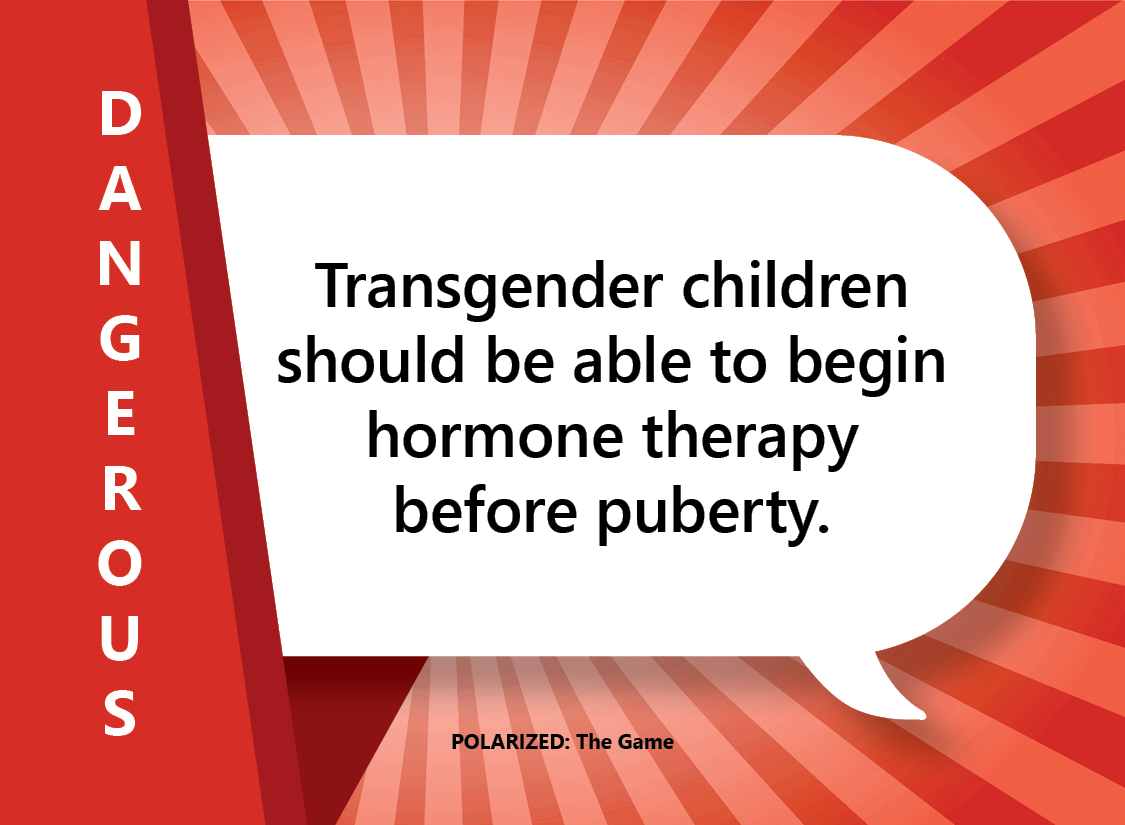 DANGEROUS
Transgender children
should be able to begin
hormone therapy
before puberty.
POLARIZED: The Game